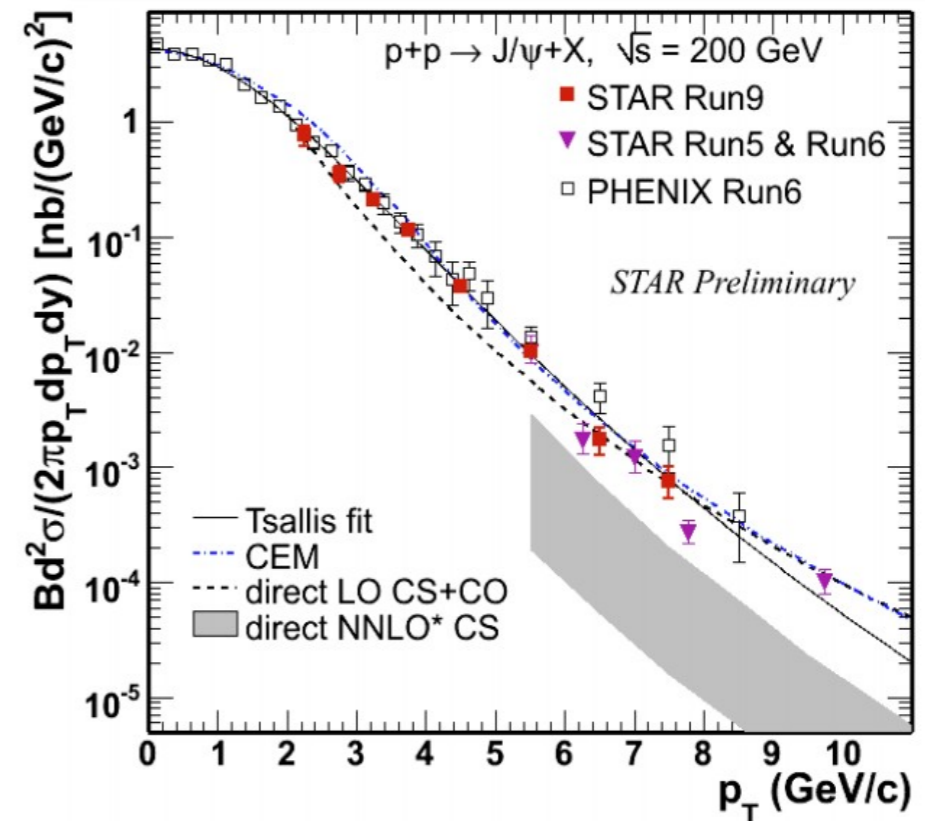 Bd²σ/(2πp_Tdp_Tdy) [nb/(GeV/c)²]
p+p → J/ψ+X, √s = 200 GeV
STAR Run9
STAR Run5 & Run6
PHENIX Run6
STAR Preliminary
1
10⁻¹
10⁻²
10⁻³
10⁻⁴
10⁻⁵
Tsallis fit
CEM
direct LO CS+CO
direct NNLO* CS
0 1 2 3 4 5 6 7 8 9 10
p_T (GeV/c)